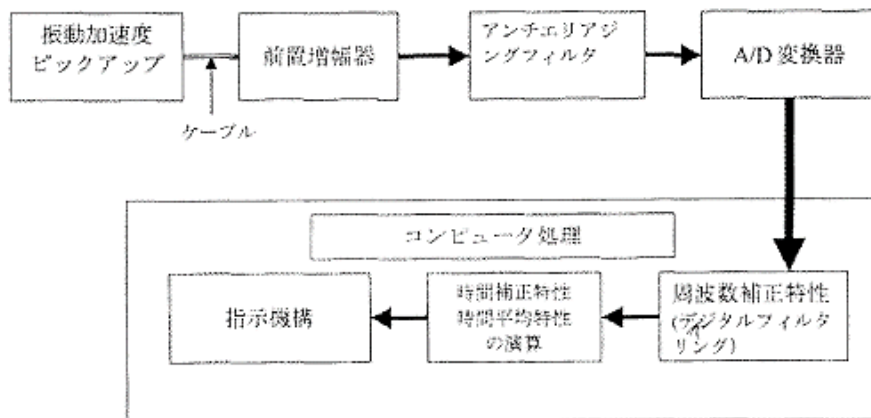 振動加速度
ピックアップ
前置増幅器
アンチエリアジ
ングフィルタ
A/D 変換器
ケーブル
コンピュータ処理
周波数補正特性
(デジタルフィルタ
リング)
時間補正特性
時間平均特性
の演算
指示機構